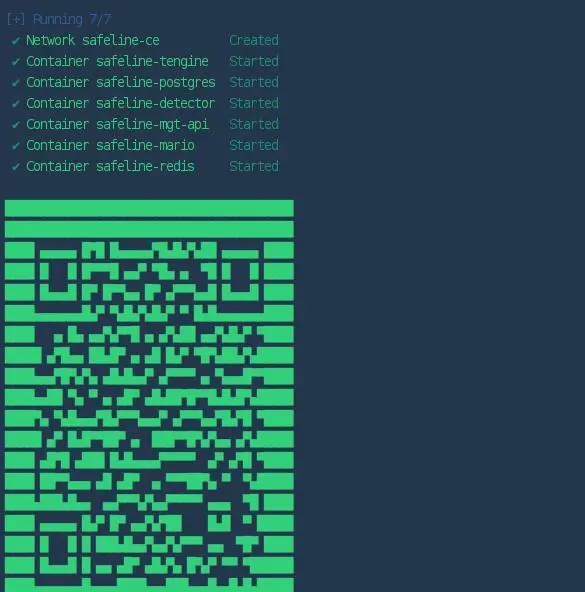 [+] Running 7/7
✔ Network safeline-ce Created
✔ Container safeline-tengine Started
✔ Container safeline-postgres Started
✔ Container safeline-detector Started
✔ Container safeline-mgt-api Started
✔ Container safeline-mario Started
✔ Container safeline-redis Started